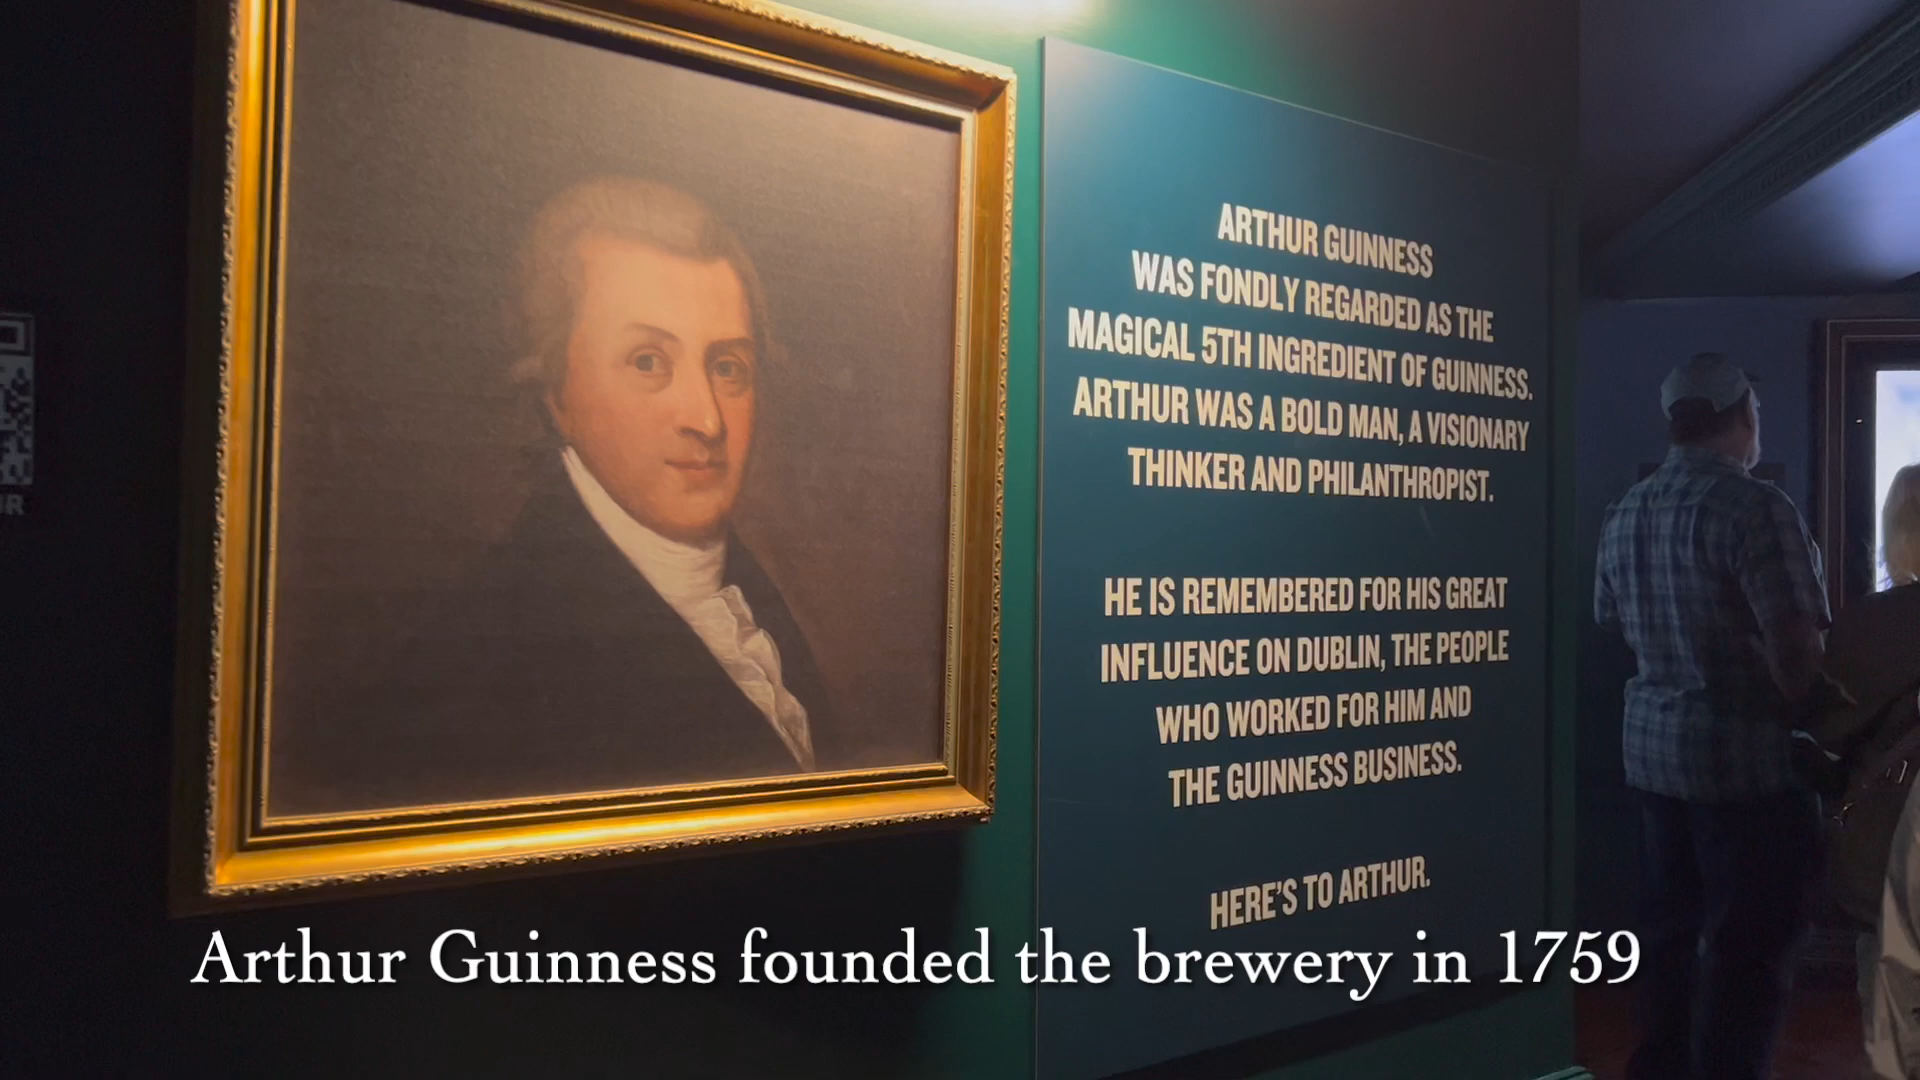 ARTHUR GUINNESS
WAS FONDLY REGARDED AS THE
MAGICAL 5TH INGREDIENT OF GUINNESS.
ARTHUR WAS A BOLD MAN, A VISIONARY
THINKER AND PHILANTHROPIST.
HE IS REMEMBERED FOR HIS GREAT
INFLUENCE ON DUBLIN, THE PEOPLE
WHO WORKED FOR HIM AND
THE GUINNESS BUSINESS.
HERE'S TO ARTHUR.
Arthur Guinness founded the brewery in 1759